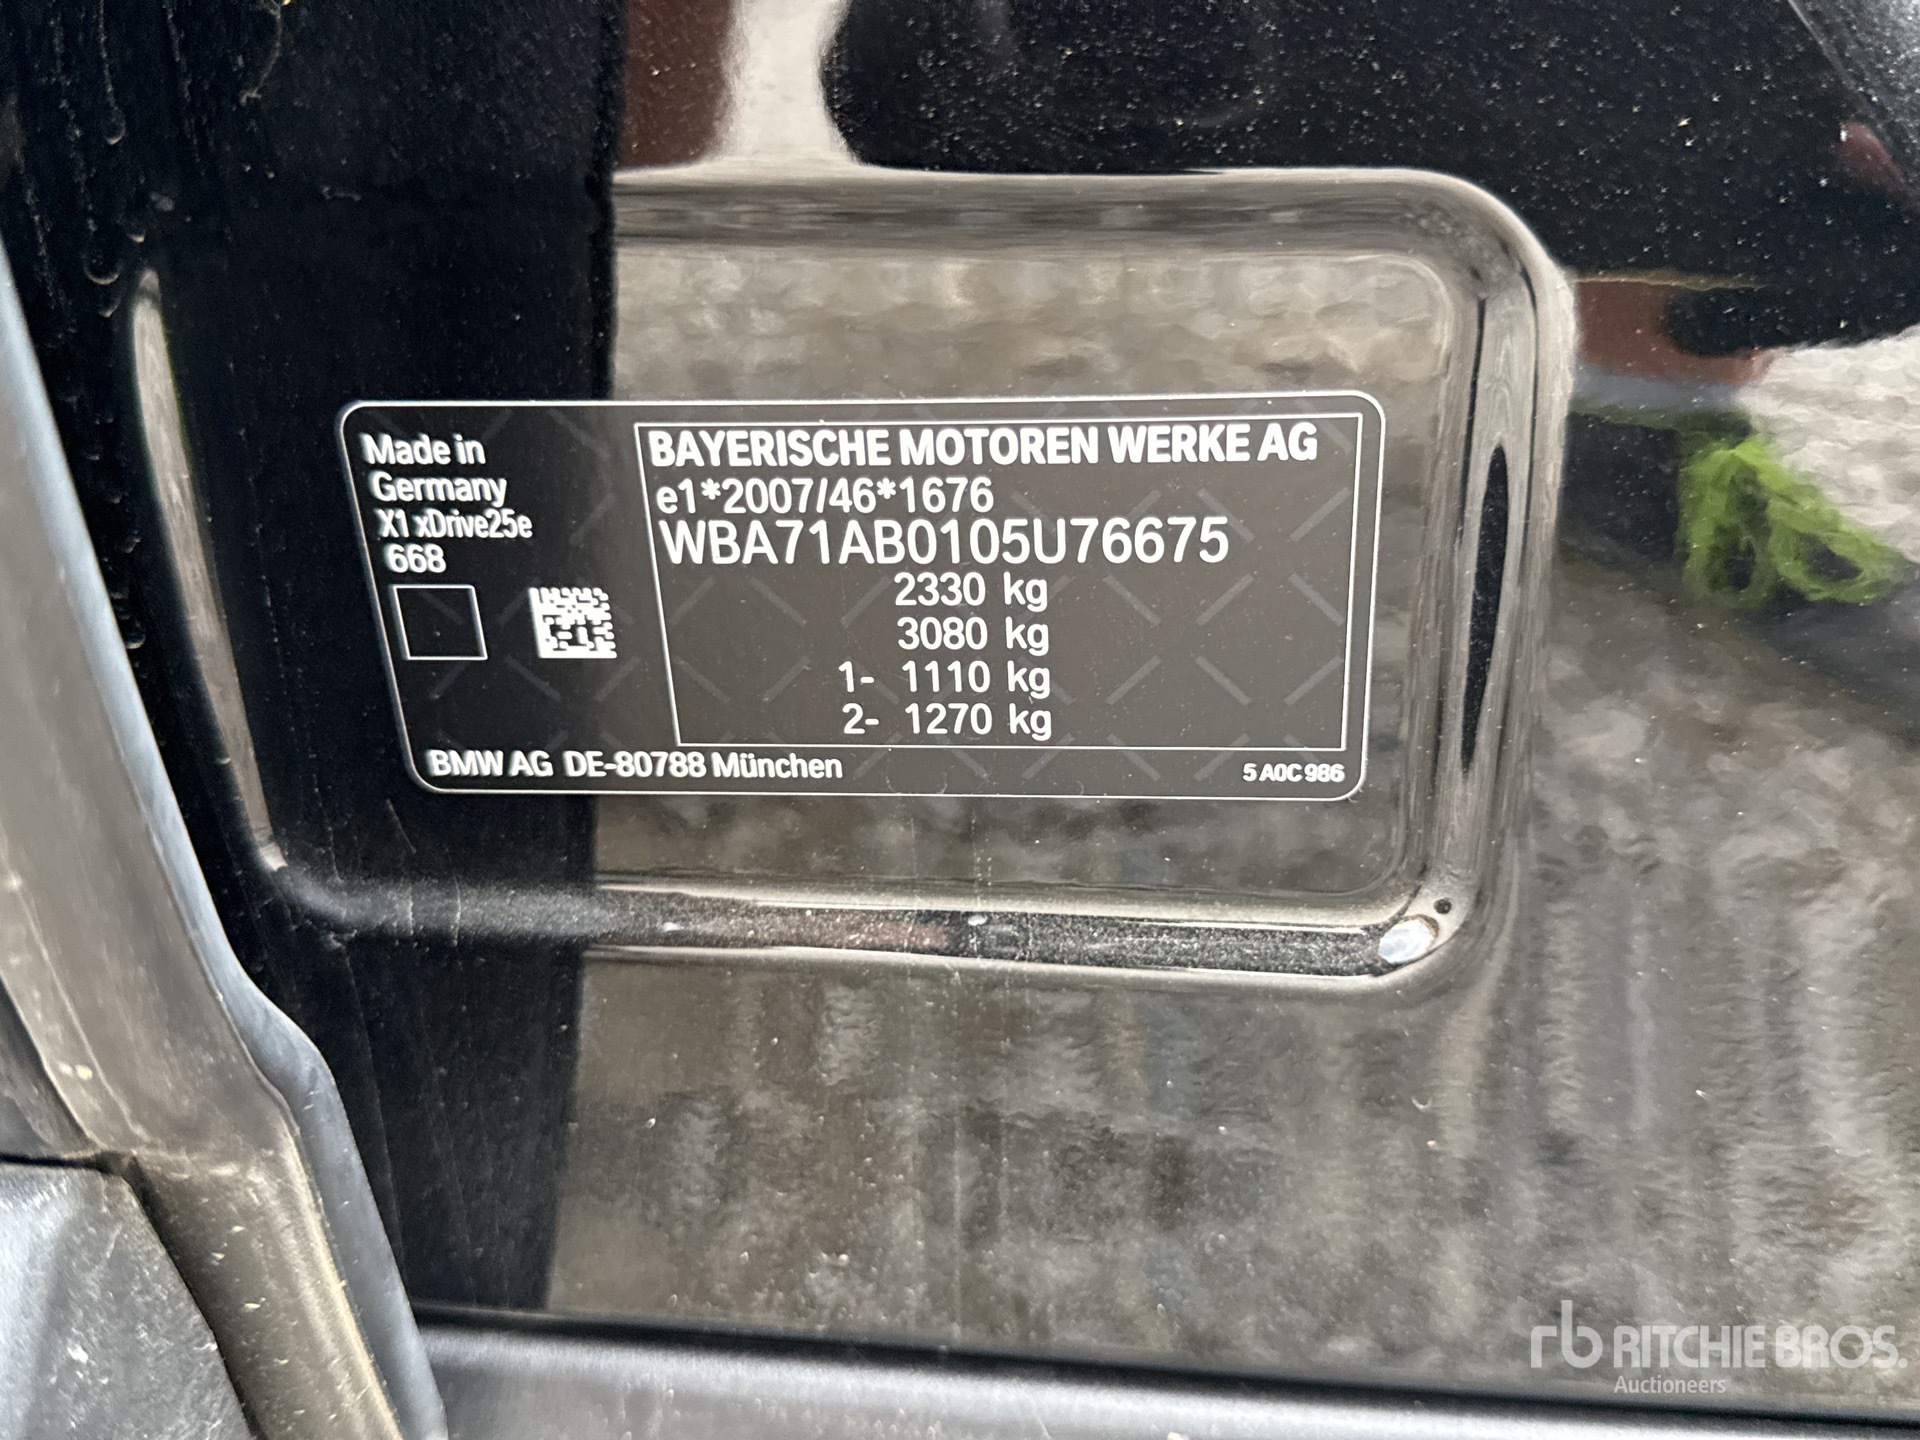 Made in
Germany
X1 xDrive25e
668
BAYERISCHE MOTOREN WERKE AG
e1*2007/46*1676
WBA71AB0105U76675
2330 kg
3080 kg
1- 1110 kg
2- 1270 kg
BMW AG DE-80788 München
5 A0C 986
rb RITCHIE BROS.
Auctioneers